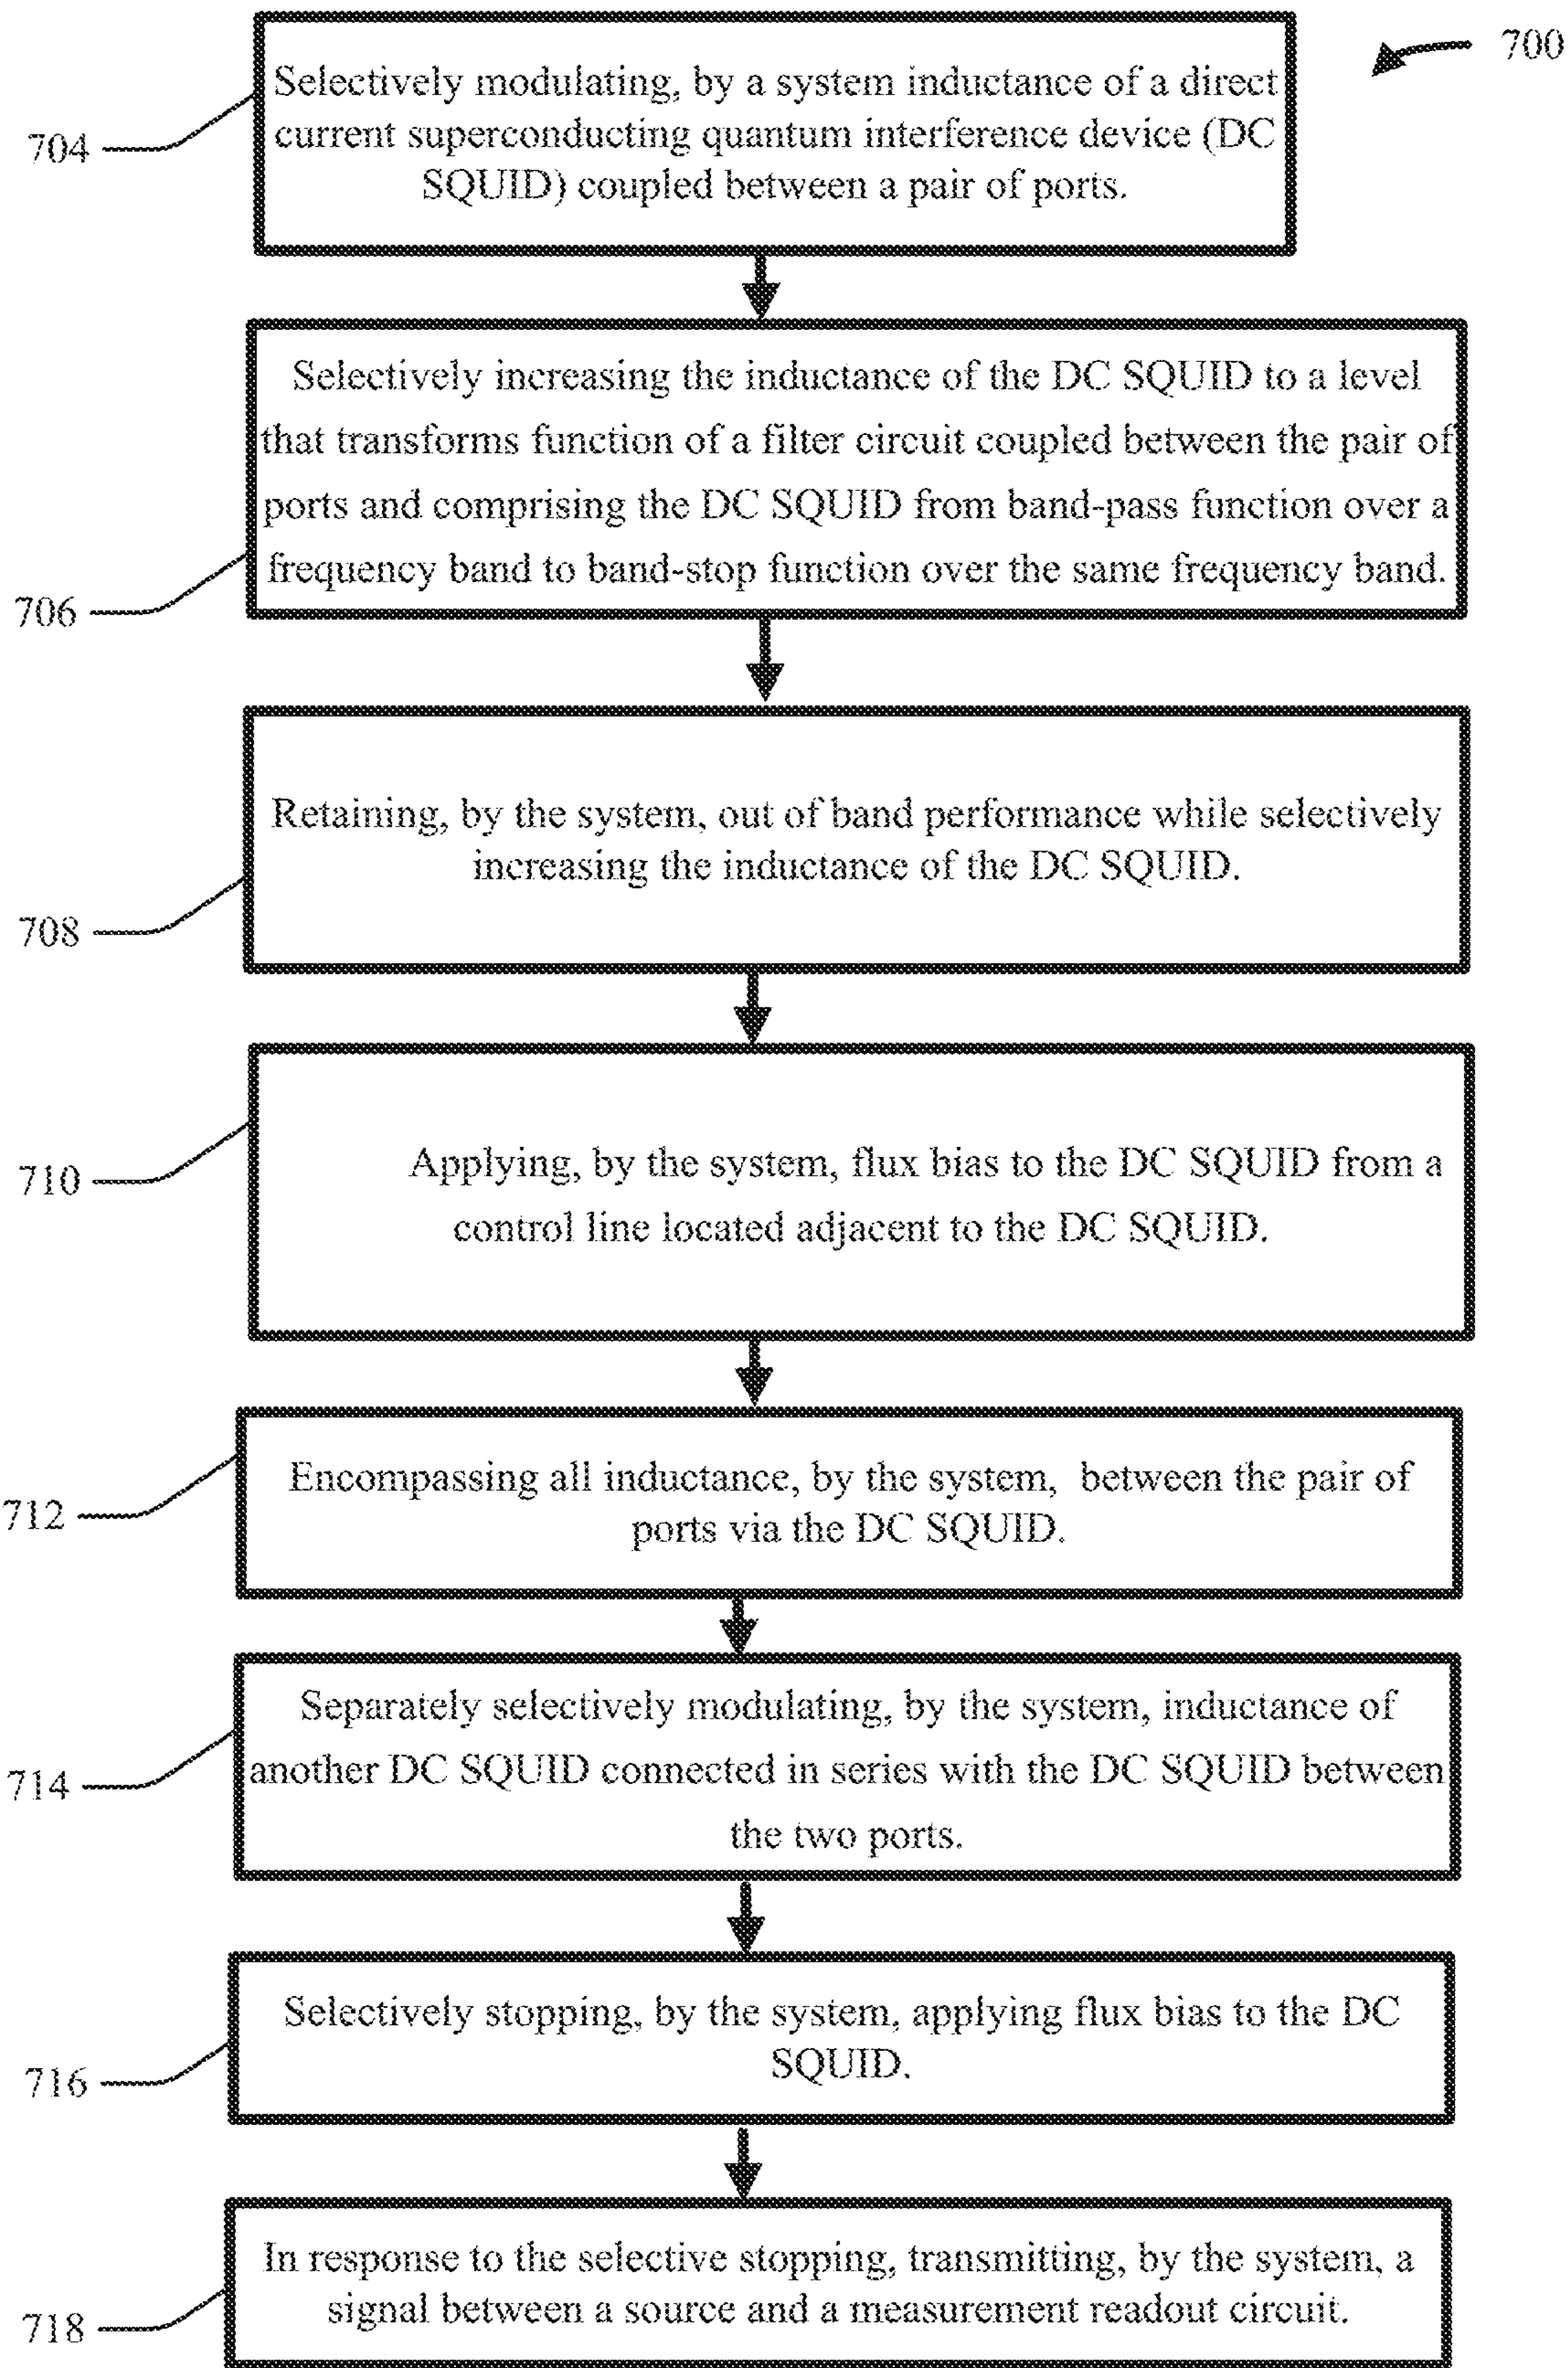 700
704
Selectively modulating, by a system inductance of a direct
current superconducting quantum interference device (DC
SQUID) coupled between a pair of ports.
706
Selectively increasing the inductance of the DC SQUID to a level
that transforms function of a filter circuit coupled between the pair of
ports and comprising the DC SQUID from band-pass function over a
frequency band to band-stop function over the same frequency band.
708
Retaining, by the system, out of band performance while selectively
increasing the inductance of the DC SQUID.
710
Applying, by the system, flux bias to the DC SQUID from a
control line located adjacent to the DC SQUID.
712
Encompassing all inductance, by the system, between the pair of
ports via the DC SQUID.
714
Separately selectively modulating, by the system, inductance of
another DC SQUID connected in series with the DC SQUID between
the two ports.
716
Selectively stopping, by the system, applying flux bias to the DC
SQUID.
718
In response to the selective stopping, transmitting, by the system, a
signal between a source and a measurement readout circuit.